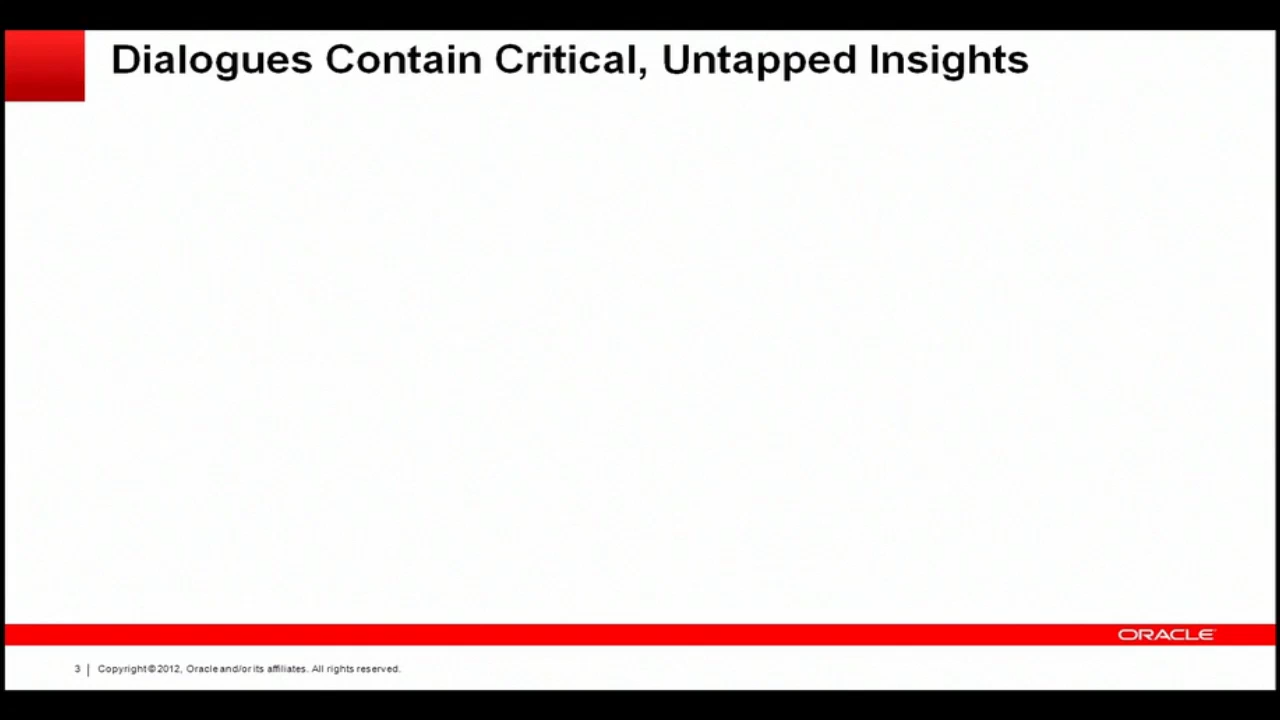 Dialogues Contain Critical, Untapped Insights
ORACLE
3 | Copyright © 2012, Oracle and/or its affiliates. All rights reserved.